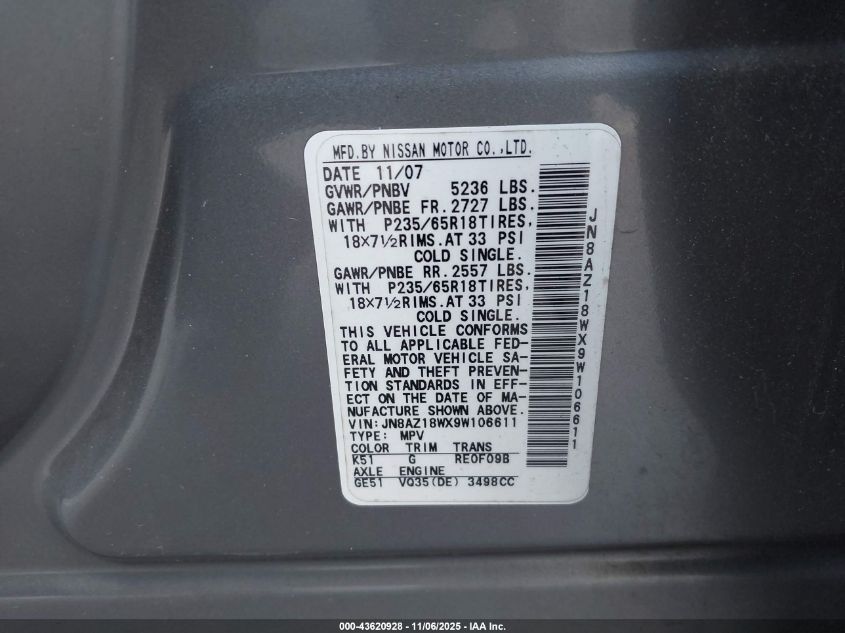 MFD.BY NISSAN MOTOR CO.,LTD.
DATE 11/07
GVWR/PNBV 5236 LBS.
GAWR/PNBE FR. 2727 LBS.
WITH P235/65R18TIRES,
18X7½RIMS.AT 33 PSI
COLD SINGLE.
GAWR/PNBE RR. 2557 LBS.
WITH P235/65R18TIRES,
18X7½RIMS.AT 33 PSI
COLD SINGLE.
THIS VEHICLE CONFORMS
TO ALL APPLICABLE FED-
ERAL MOTOR VEHICLE SA-
FETY AND THEFT PREVEN-
TION STANDARDS IN EFF-
ECT ON THE DATE OF MA-
NUFACTURE SHOWN ABOVE.
VIN:JN8AZ18WX9W106611
TYPE: MPV
COLOR TRIM TRANS
K51 G RE0F09B
AXLE ENGINE
GE51 VQ35(DE) 3498CC
JN8AZ18WX9W106611
000-43620928 - 11/06/2025 - IAA Inc.